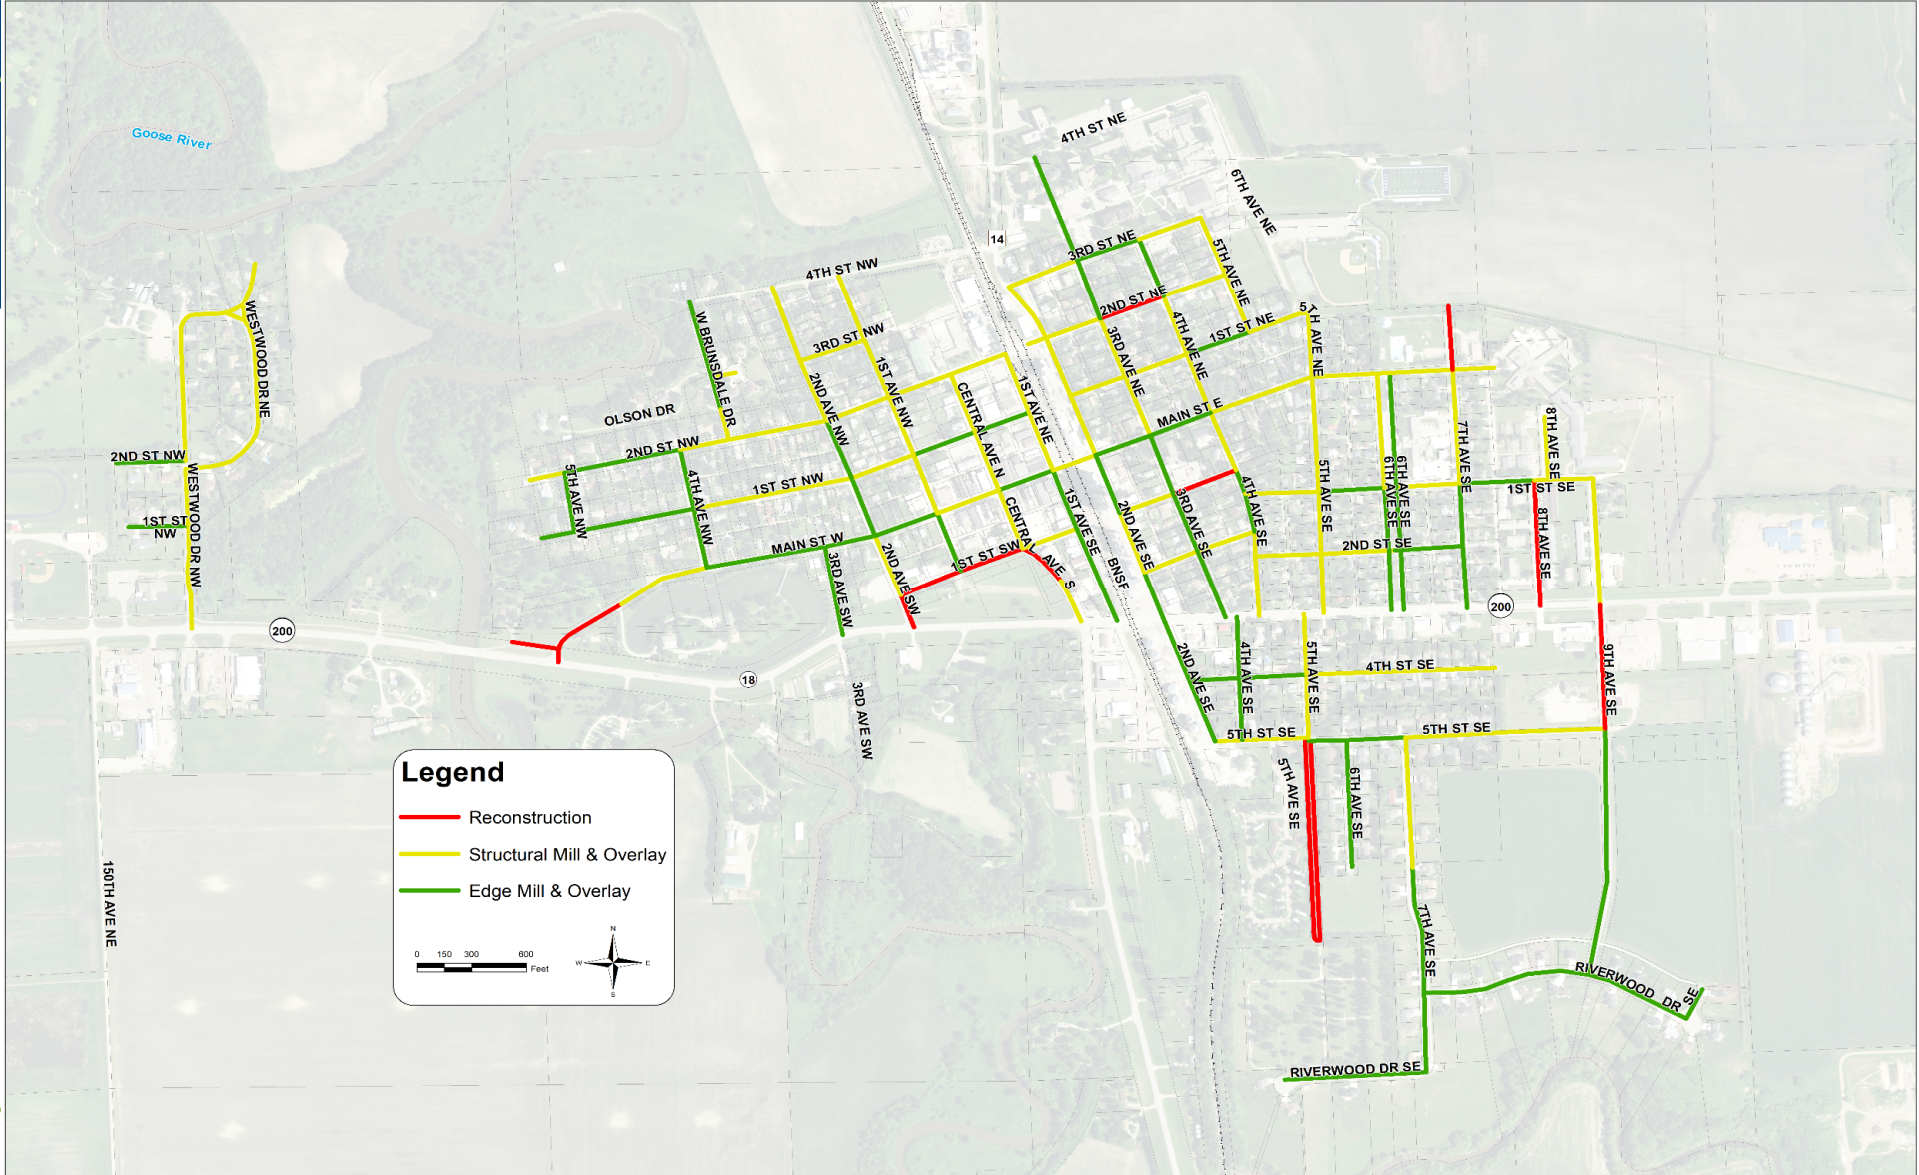 4TH ST NE
Goose River
6TH AVE NE
14
3RD ST NE
5TH AVE NE
4TH ST NW
WESTWOOD DR NE
2ND ST NE
5TH AVE NE
W BRUNSDALE DR
3RD ST NW
1ST ST NE
4TH AVE NE
3RD AVE NE
1ST AVE NW
2ND AVE NW
CENTRAL AVE N
1ST AVE NE
MAIN ST E
OLSON DR
8TH AVE SE
7TH AVE SE
2ND ST NW
2ND ST NW
5TH AVE NW
4TH AVE NW
WESTWOOD DR NW
1ST ST NW
6TH AVE SE
6TH AVE SE
5TH AVE SE
4TH AVE SE
3RD AVE SE
1ST ST SE
1ST ST
NW
CENTRAL AVE S
1ST AVE SE
2ND AVE SE
8TH AVE SE
MAIN ST W
2ND ST SE
1ST ST SW
2ND AVE SW
3RD AVE SW
BNSF
200
200
18
2ND AVE SE
4TH AVE SE
5TH AVE SE
4TH ST SE
9TH AVE SE
3RD AVE SW
5TH ST SE
5TH ST SE
5TH AVE SE
6TH AVE SE
150TH AVE NE
7TH AVE SE
RIVERWOOD DR SE
RIVERWOOD DR SE
Legend
Reconstruction
Structural Mill & Overlay
Edge Mill & Overlay
0 150 300 600
Feet
N
W E
S